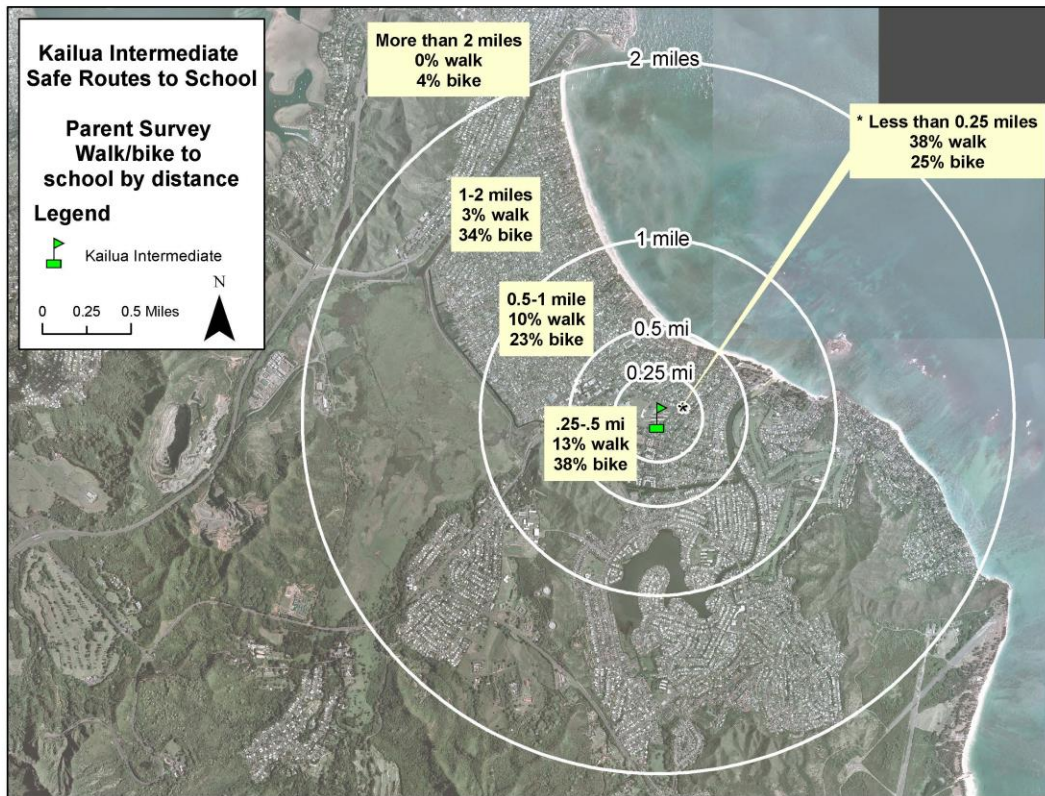 Kailua Intermediate
Safe Routes to School
Parent Survey
Walk/bike to
school by distance
Legend
Kailua Intermediate
N
0 0.25 0.5 Miles
More than 2 miles
0% walk
4% bike
2 miles
* Less than 0.25 miles
38% walk
25% bike
1-2 miles
3% walk
34% bike
1 mile
0.5-1 mile
10% walk
23% bike
0.5 mi
0.25 mi
*
.25-.5 mi
13% walk
38% bike